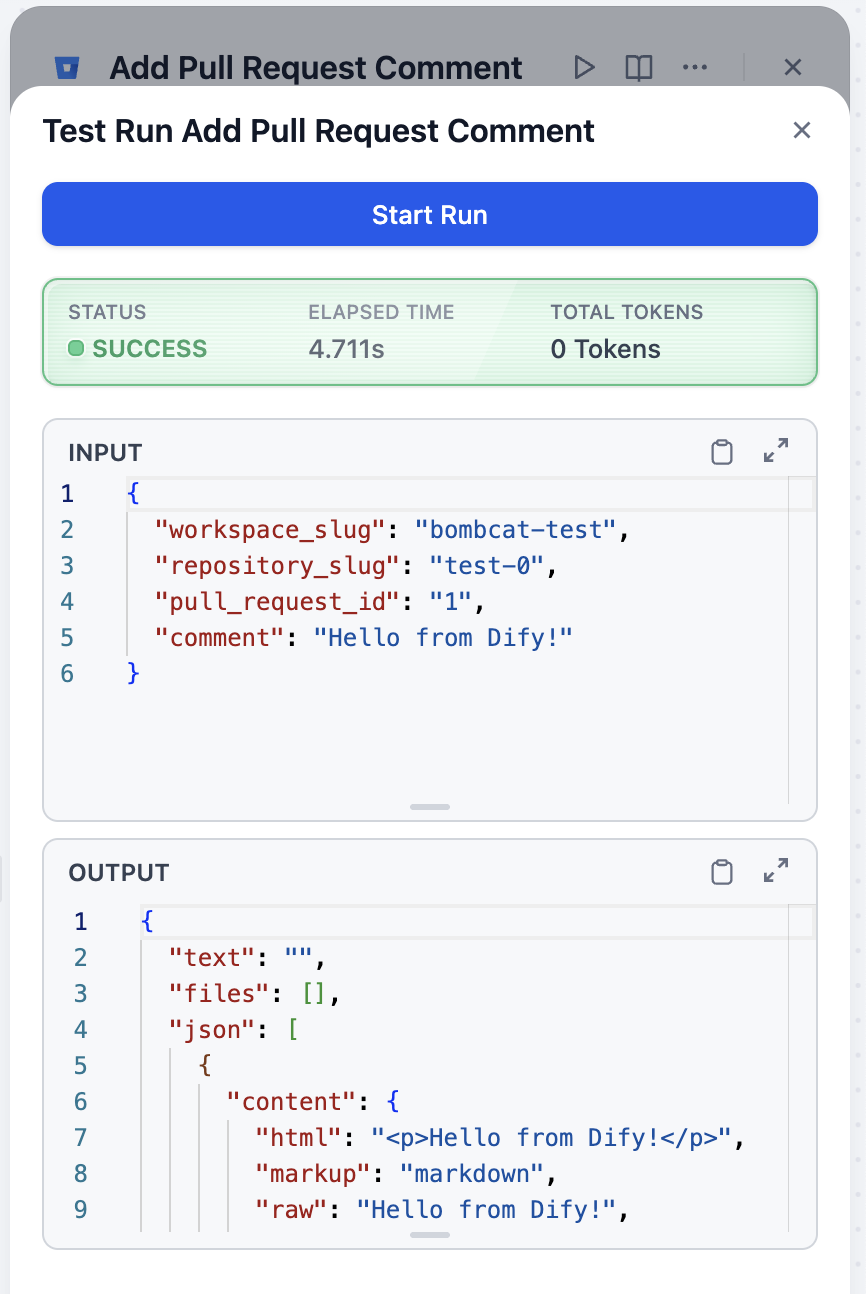 Add Pull Request Comment
Test Run Add Pull Request Comment
Start Run
STATUS ELAPSED TIME TOTAL TOKENS
SUCCESS 4.711s 0 Tokens
INPUT
1 {
2 "workspace_slug": "bombcat-test",
3 "repository_slug": "test-0",
4 "pull_request_id": "1",
5 "comment": "Hello from Dify!"
6 }
OUTPUT
1 {
2 "text": "",
3 "files": [],
4 "json": [
5 {
6 "content": {
7 "html": "<p>Hello from Dify!</p>",
8 "markup": "markdown",
9 "raw": "Hello from Dify!",